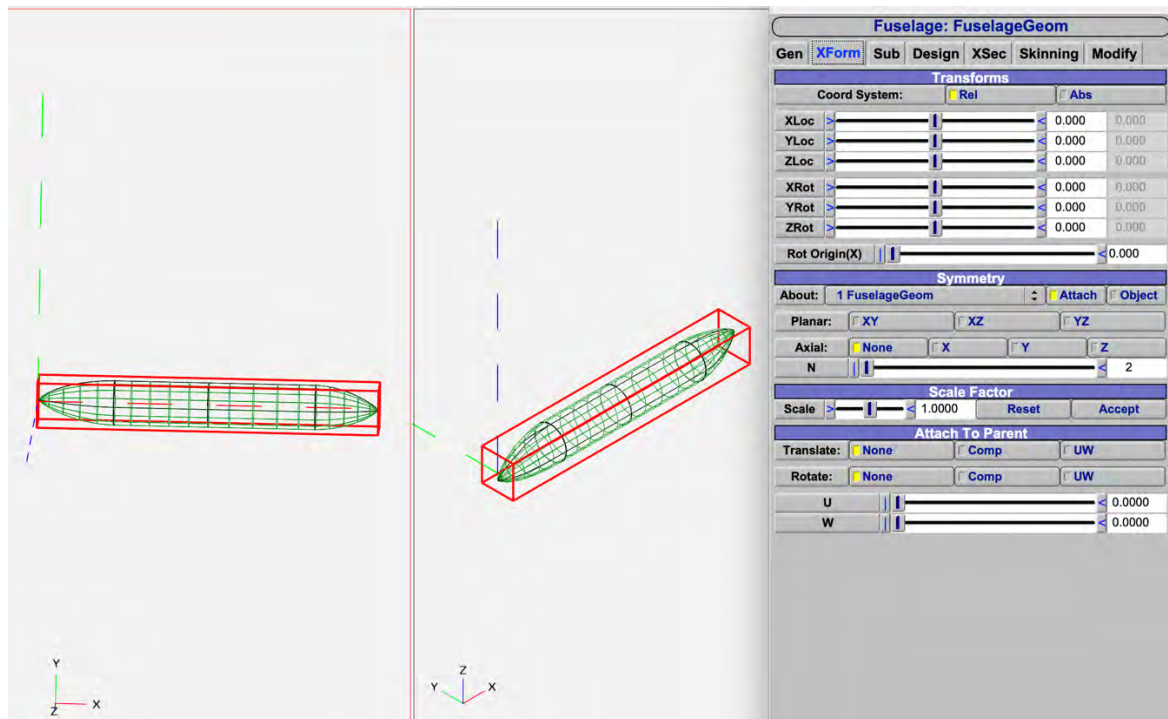 Fuselage: FuselageGeom
Gen XForm Sub Design XSec Skinning Modify
Transforms
Coord System: Rel Abs
XLoc > < 0.000 0.000
YLoc > < 0.000 0.000
ZLoc > < 0.000 0.000
XRot > < 0.000 0.000
YRot > < 0.000 0.000
ZRot > < 0.000 0.000
Rot Origin(X) | < 0.000
Symmetry
About: 1 FuselageGeom Attach Object
Planar: XY XZ YZ
Axial: None X Y Z
N | < 2
Scale Factor
Scale > < 1.0000 Reset Accept
Attach To Parent
Translate: None Comp UW
Rotate: None Comp UW
U | < 0.0000
W | < 0.0000
Y
Z X
Z
Y X